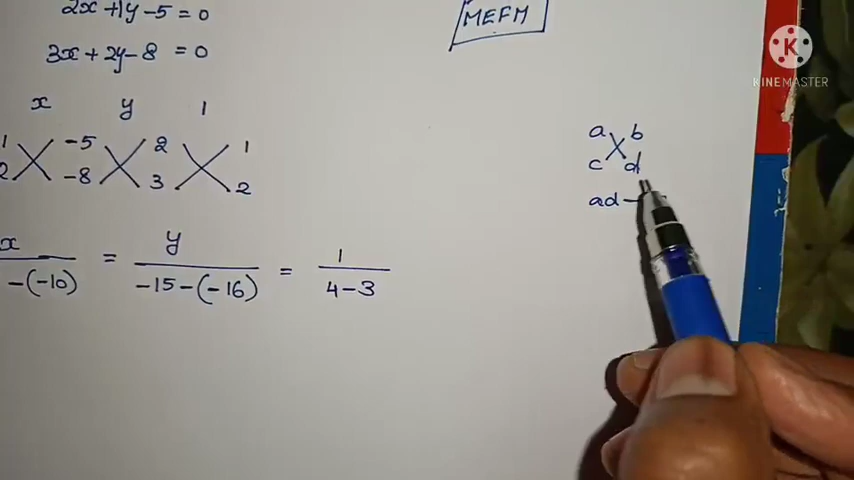 2x+1y-5=0
3x+2y-8 =0
MEFM
K
KINEMASTER
x y 1
1 -5 2 1
2 -8 3 2
a b
c d
ad -
x = y = 1
-(-10) -15-(-16) 4-3